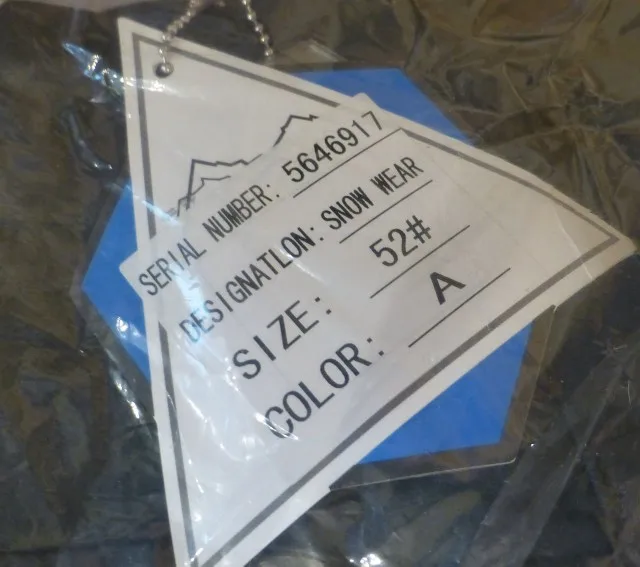 SERIAL NUMBER: 5646917
DESIGNATLON: SNOW WEAR
SIZE: 52#
COLOR: A